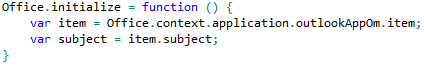 Office.initialize = function () {
    var item = Office.context.application.outlookAppOm.item;
    var subject = item.subject;
}